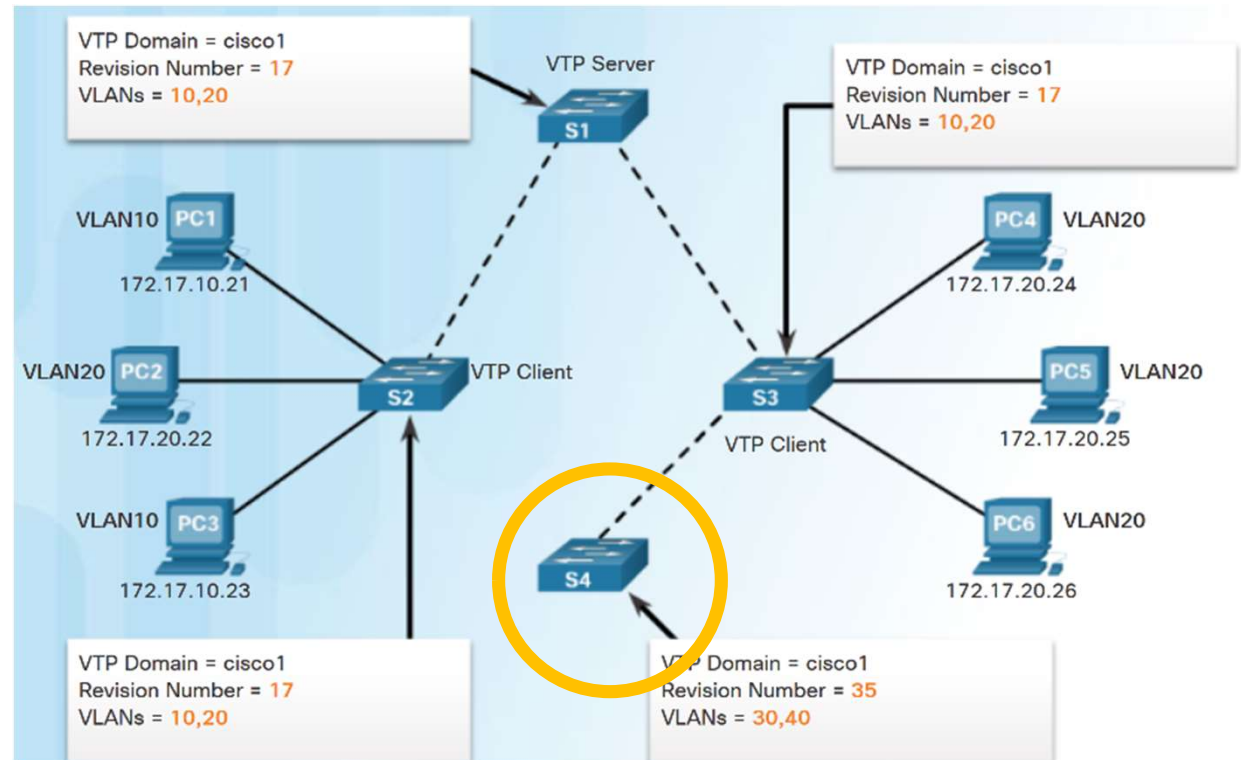 VTP Domain = cisco1
Revision Number = 17
VLANs = 10,20
VTP Server
S1
VTP Domain = cisco1
Revision Number = 17
VLANs = 10,20
VLAN10
PC1
172.17.10.21
PC4
VLAN20
172.17.20.24
VLAN20
PC2
172.17.20.22
S2
VTP Client
S3
VTP Client
PC5
VLAN20
172.17.20.25
VLAN10
PC3
172.17.10.23
S4
PC6
VLAN20
172.17.20.26
VTP Domain = cisco1
Revision Number = 17
VLANs = 10,20
VTP Domain = cisco1
Revision Number = 35
VLANs = 30,40